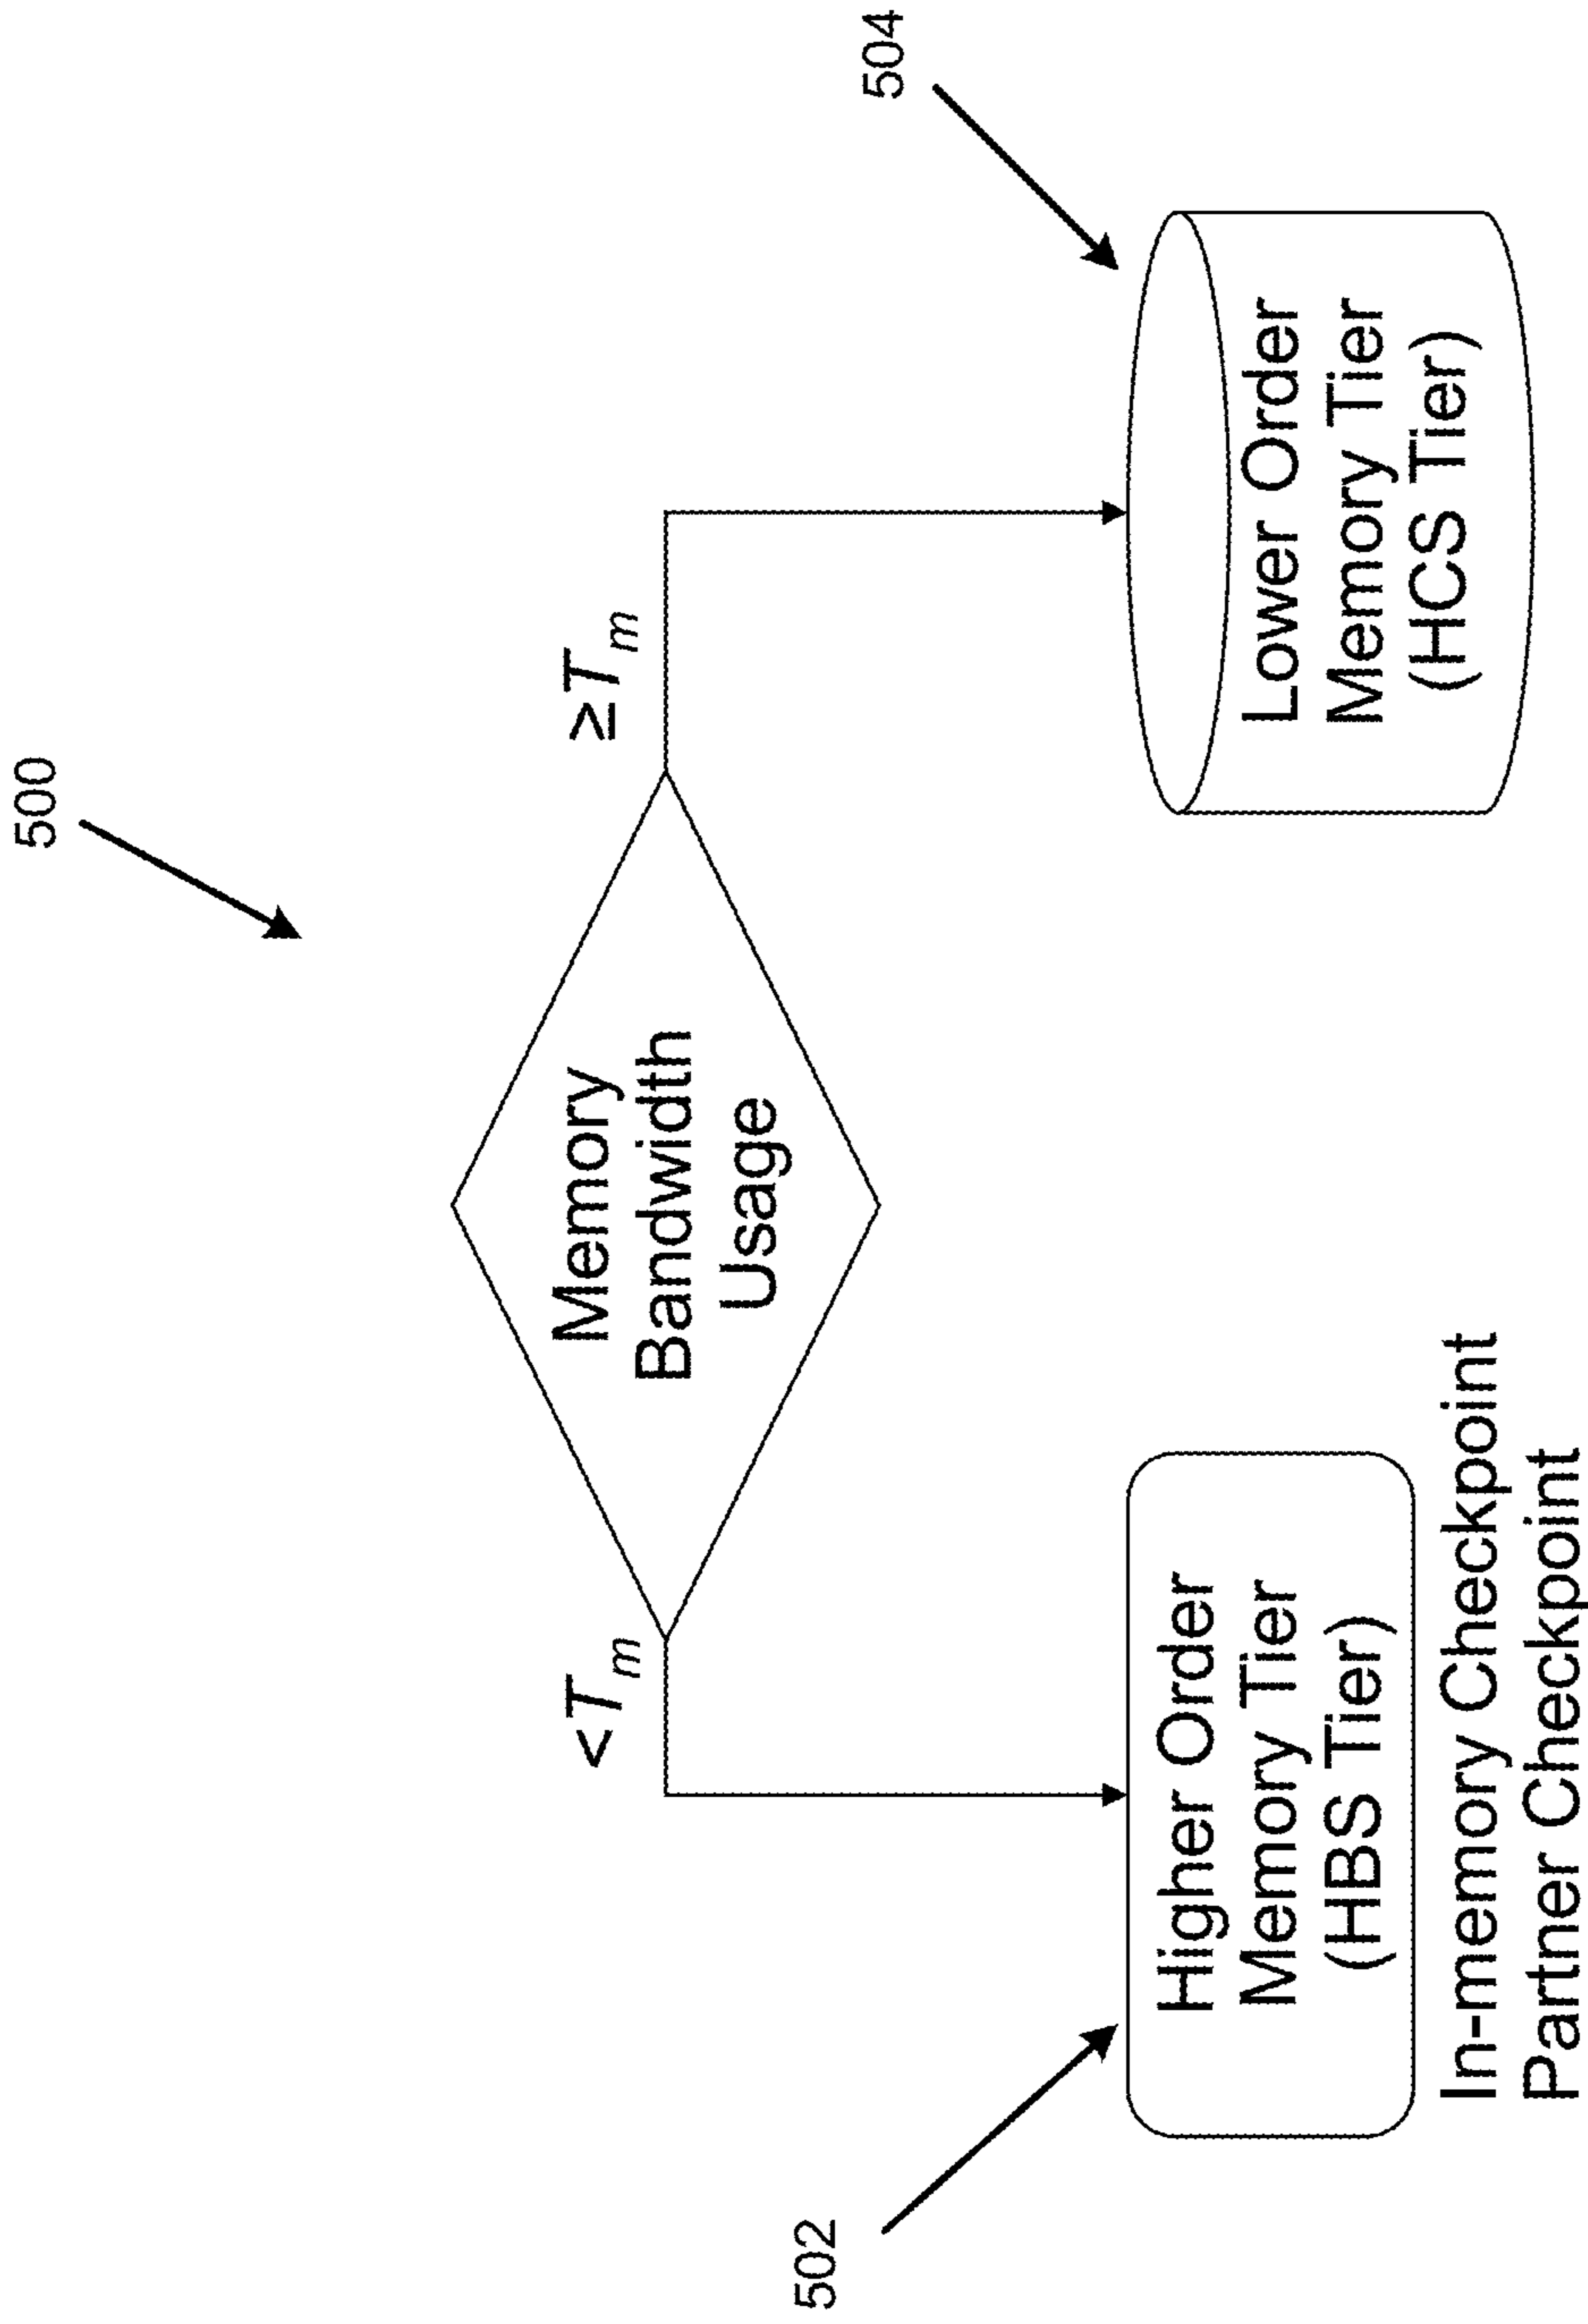 500
Memory
Bandwidth
Usage
<Tm
≥Tm
502
Higher Order
Memory Tier
(HBS Tier)
In-memory Checkpoint
Partner Checkpoint
504
Lower Order
Memory Tier
(HCS Tier)